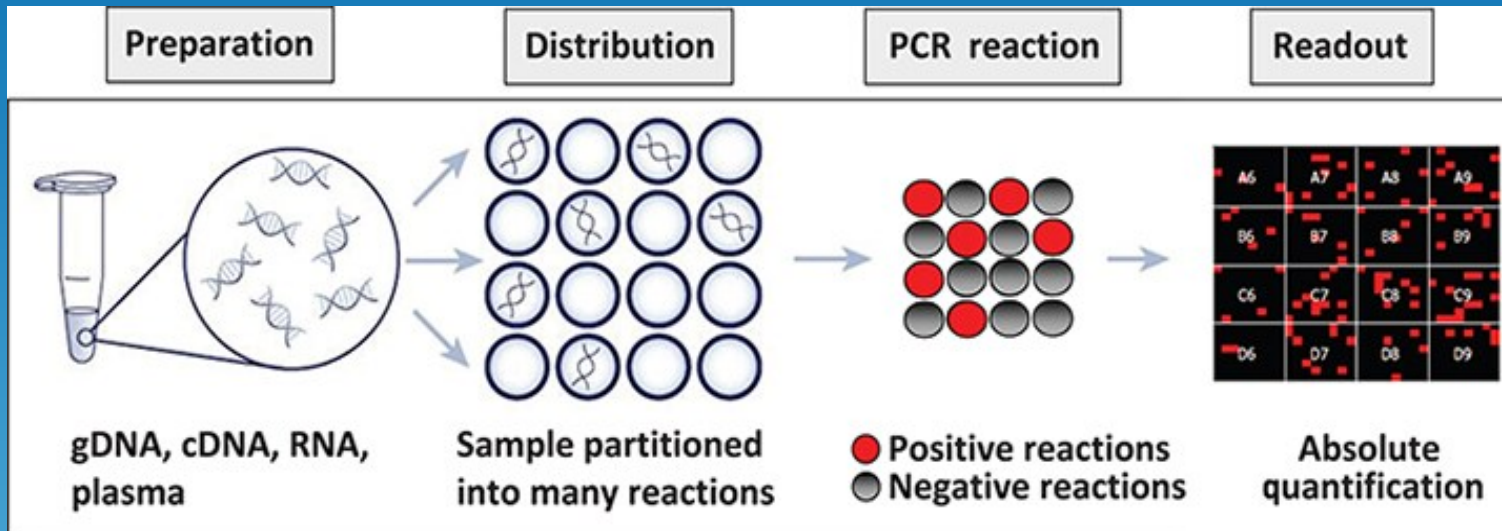 Preparation
Distribution
PCR reaction
Readout
A6 A7 A8 A9
B6 B7 B8 B9
C6 C7 C8 C9
D6 D7 D8 D9
gDNA, cDNA, RNA,
plasma
Sample partitioned
into many reactions
Positive reactions
Negative reactions
Absolute
quantification